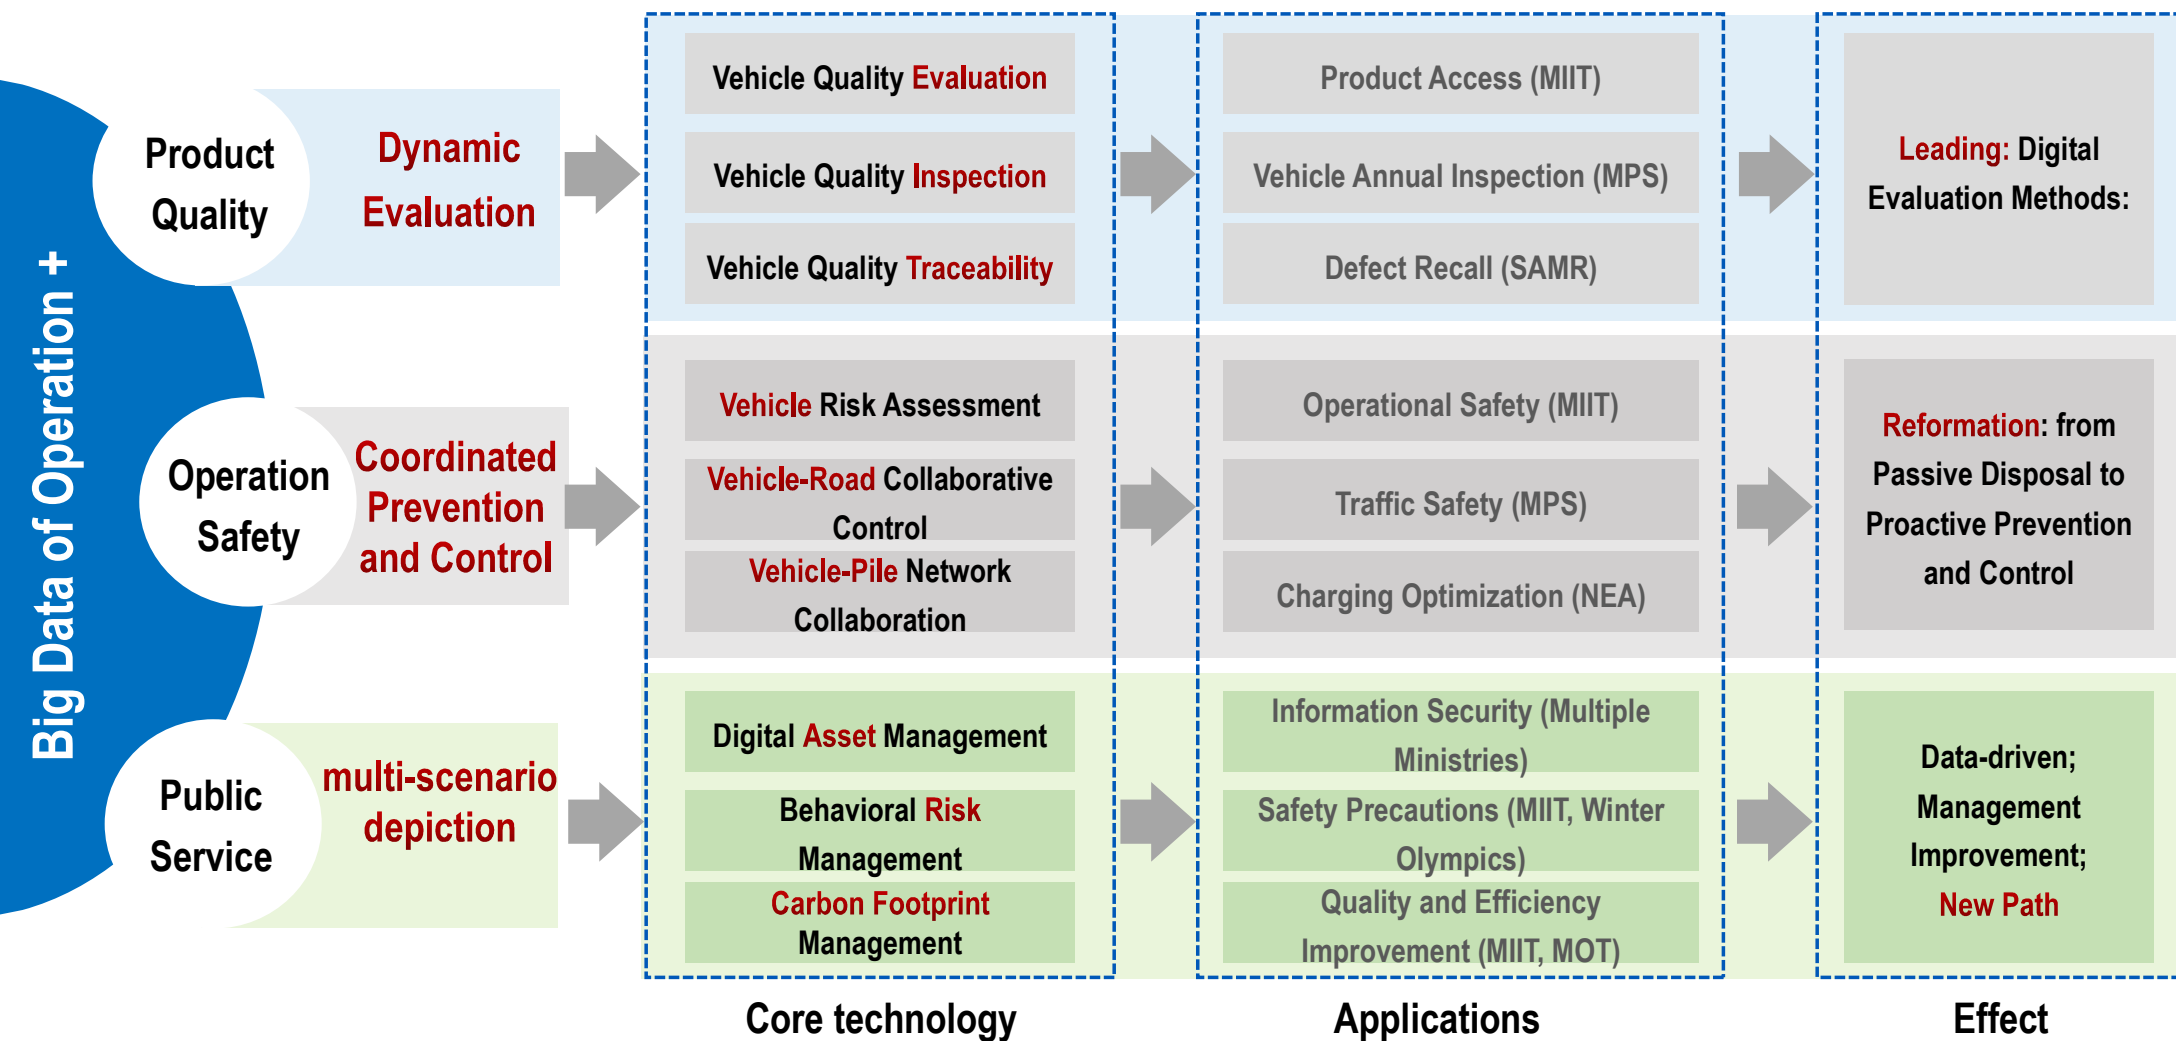 Big Data of Operation +
Product
Quality
Dynamic
Evaluation
Vehicle Quality Evaluation
Vehicle Quality Inspection
Vehicle Quality Traceability
Product Access (MIIT)
Vehicle Annual Inspection (MPS)
Defect Recall (SAMR)
Leading: Digital
Evaluation Methods:
Operation
Safety
Coordinated
Prevention
and Control
Vehicle Risk Assessment
Vehicle-Road Collaborative
Control
Vehicle-Pile Network
Collaboration
Operational Safety (MIIT)
Traffic Safety (MPS)
Charging Optimization (NEA)
Reformation: from
Passive Disposal to
Proactive Prevention
and Control
Public
Service
multi-scenario
depiction
Digital Asset Management
Behavioral Risk
Management
Carbon Footprint
Management
Information Security (Multiple
Ministries)
Safety Precautions (MIIT, Winter
Olympics)
Quality and Efficiency
Improvement (MIIT, MOT)
Data-driven;
Management
Improvement;
New Path
Core technology
Applications
Effect